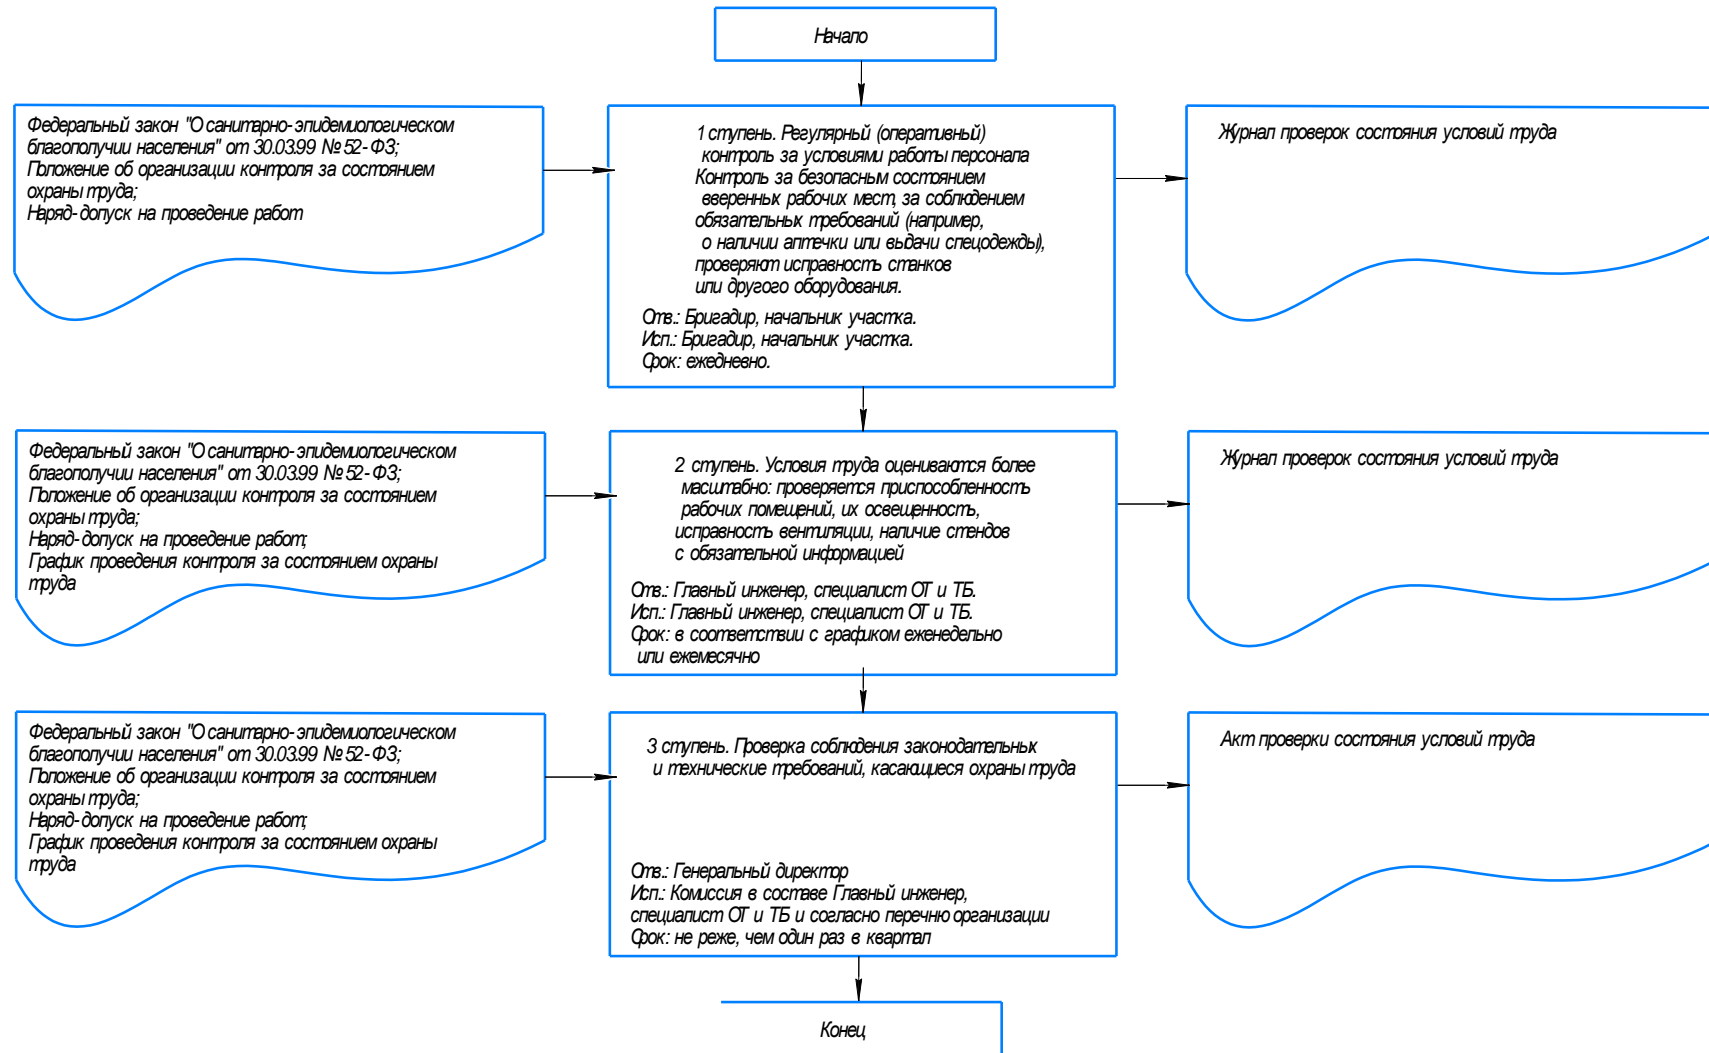 Начало
Федеральный закон "О санитарно-эпидемиологическом
благополучии населения" от 30.03.99 № 52-ФЗ;
Положение об организации контроля за состоянием
охраны труда;
Наряд-допуск на проведение работ
1 ступень. Регулярный (оперативный)
контроль за условиями работы персонала
Контроль за безопасным состоянием
вверенных рабочих мест, за соблюдением
обязательных требований (например,
о наличии аптечки или выдачи спецодежды),
проверяют исправность станков
или другого оборудования.
Отв.: Бригадир, начальник участка.
Исп.: Бригадир, начальник участка.
Срок: ежедневно.
Журнал проверок состояния условий труда
Федеральный закон "О санитарно-эпидемиологическом
благополучии населения" от 30.03.99 № 52-ФЗ;
Положение об организации контроля за состоянием
охраны труда;
Наряд-допуск на проведение работ;
График проведения контроля за состоянием охраны
труда
2 ступень. Условия труда оцениваются более
масштабно: проверяется приспособленность
рабочих помещений, их освещенность,
исправность вентиляции, наличие стендов
с обязательной информацией
Отв.: Главный инженер, специалист ОТ и ТБ.
Исп.: Главный инженер, специалист ОТ и ТБ.
Срок: в соответствии с графиком еженедельно
или ежемесячно
Журнал проверок состояния условий труда
Федеральный закон "О санитарно-эпидемиологическом
благополучии населения" от 30.03.99 № 52-ФЗ;
Положение об организации контроля за состоянием
охраны труда;
Наряд-допуск на проведение работ;
График проведения контроля за состоянием охраны
труда
3 ступень. Проверка соблюдения законодательных
и технические требований, касающиеся охраны труда
Отв.: Генеральный директор
Исп.: Комиссия в составе Главный инженер,
специалист ОТ и ТБ и согласно перечню организации
Срок: не реже, чем один раз в квартал
Акт проверки состояния условий труда
Конец